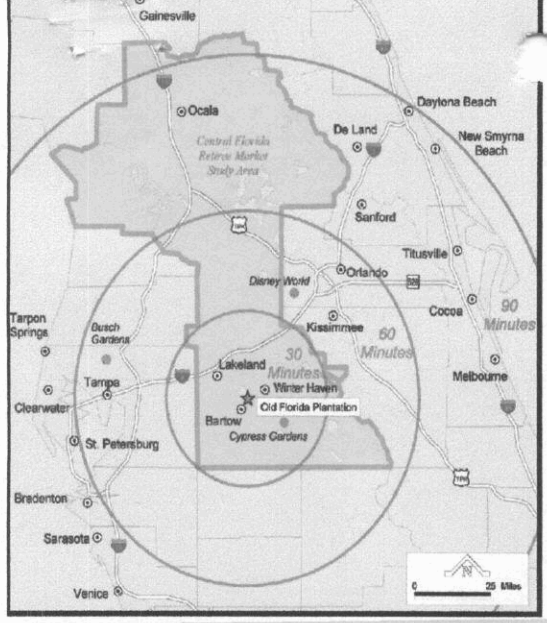 Gainesville
Ocala
Daytona Beach
De Land
New Smyrna
Beach
Central Florida
Retiree Market
Study Area
Sanford
Titusville
Orlando
Disney World
528
Cocoa
90
Minutes
Tarpon
Springs
Busch
Gardens
Kissimmee
60
Minutes
30
Minutes
Lakeland
Melbourne
Tampa
Winter Haven
Clearwater
Old Florida Plantation
Bartow
Cypress Gardens
St. Petersburg
Bradenton
Sarasota
Venice
N
0
25 Miles